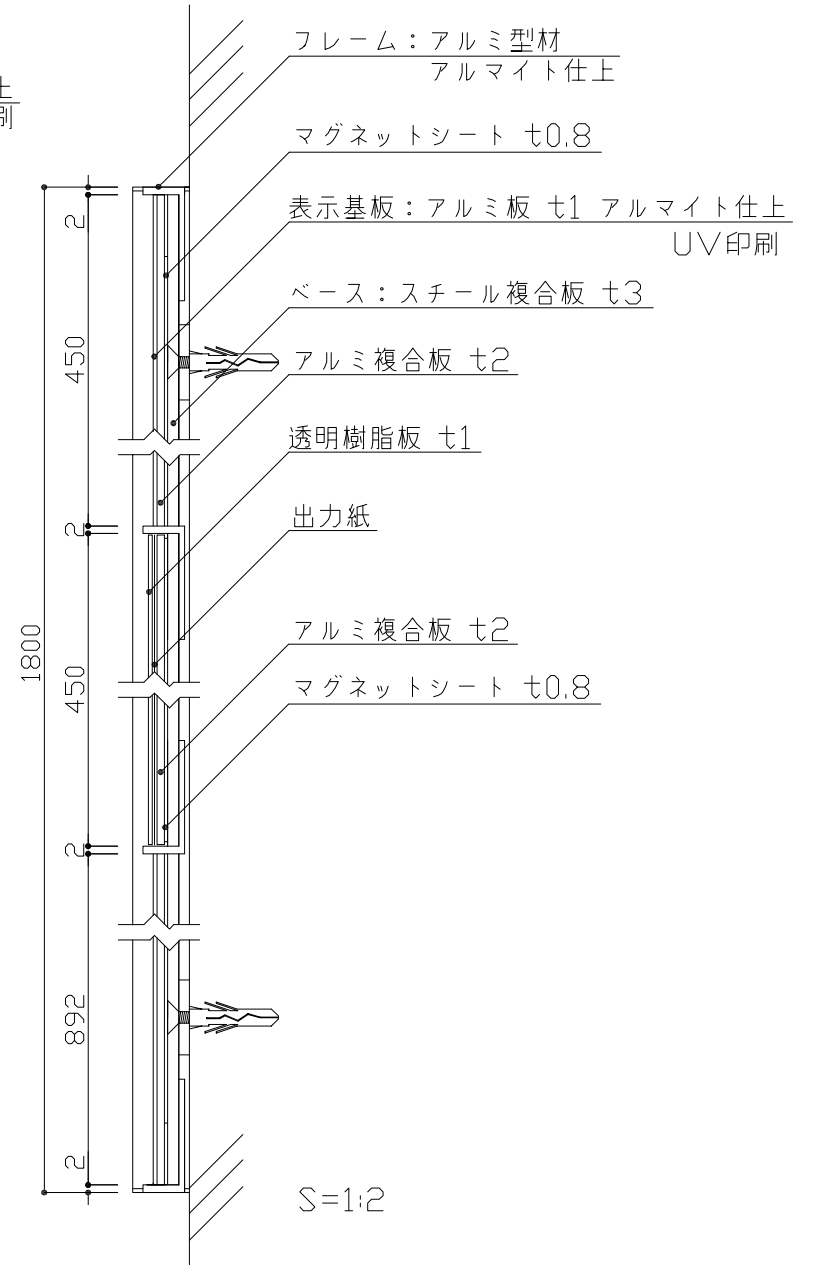 フレーム：アルミ型材
アルマイト仕上
上
刷
マグネットシート t0.8
表示基板：アルミ板 t1 アルマイト仕上
UV印刷
ベース：スチール複合板 t3
アルミ複合板 t2
透明樹脂板 t1
出力紙
アルミ複合板 t2
マグネットシート t0.8
2
450
2
1800
450
2
892
2
S=1:2